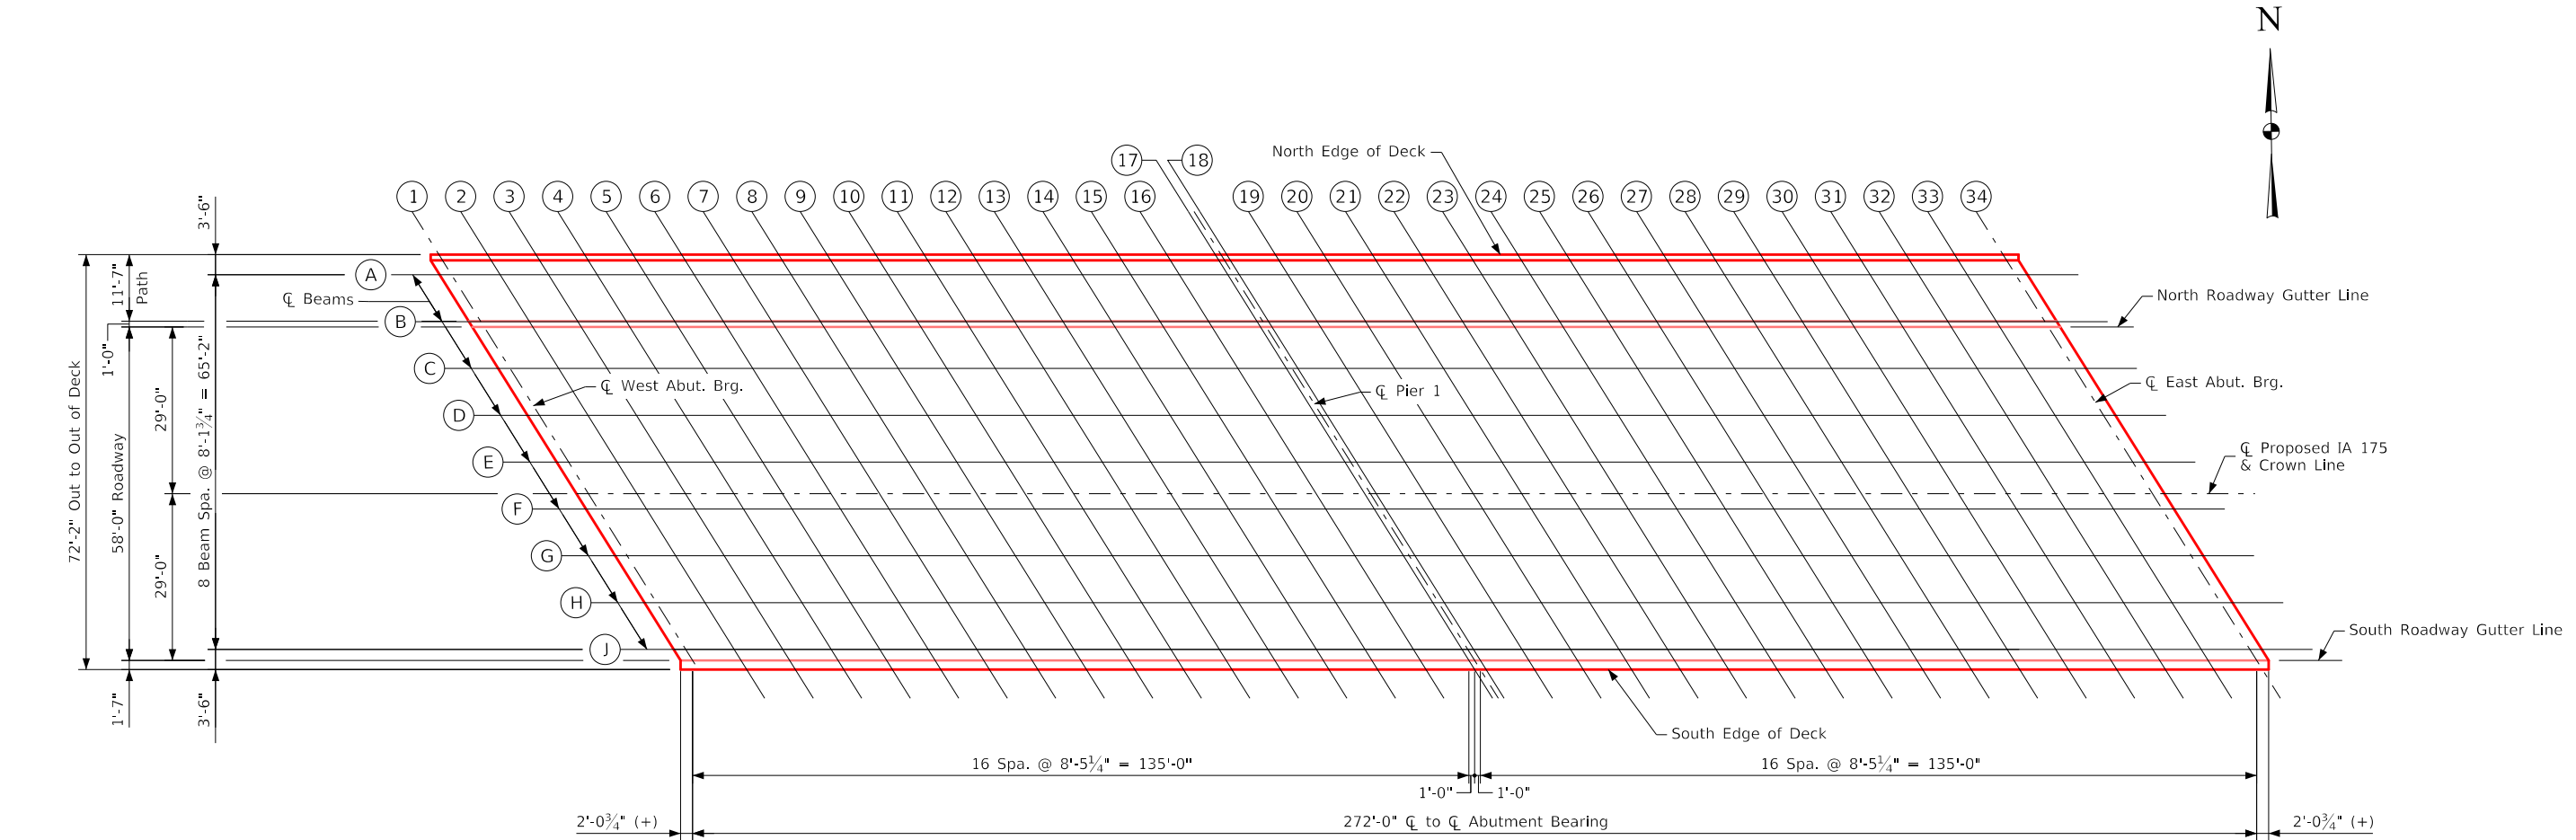 N
North Edge of Deck
17
18
1
2
3
4
5
6
7
8
9
10
11
12
13
14
15
16
19
20
21
22
23
24
25
26
27
28
29
30
31
32
33
34
3'-6"
A
11'-7"
Path
℄ Beams
B
North Roadway Gutter Line
1'-0"
C
℄ West Abut. Brg.
℄ Pier 1
℄ East Abut. Brg.
D
72'-2" Out to Out of Deck
58'-0" Roadway
29'-0"
8 Beam Spa. @ 8'-1¾" = 65'-2"
E
℄ Proposed IA 175
& Crown Line
F
G
29'-0"
H
J
South Roadway Gutter Line
1'-7"
3'-6"
South Edge of Deck
16 Spa. @ 8'-5¼" = 135'-0"
16 Spa. @ 8'-5¼" = 135'-0"
1'-0"
1'-0"
2'-0¾" (+)
272'-0" ℄ to ℄ Abutment Bearing
2'-0¾" (+)